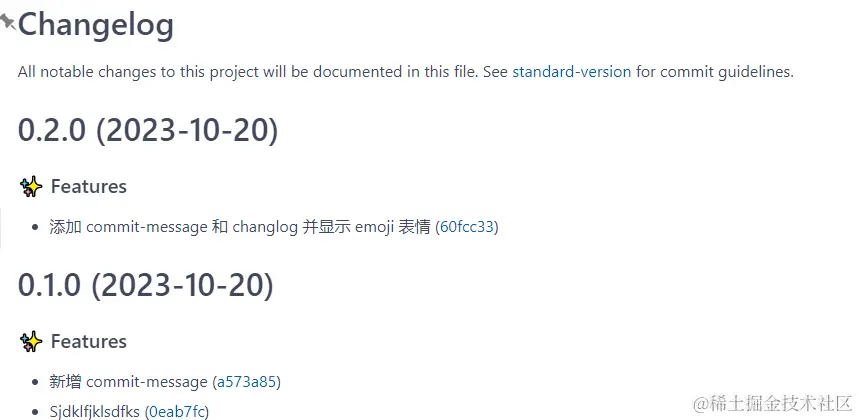 Changelog
All notable changes to this project will be documented in this file. See standard-version for commit guidelines.
0.2.0 (2023-10-20)
✨ Features
• 添加 commit-message 和 changlog 并显示 emoji 表情 (60fcc33)
0.1.0 (2023-10-20)
✨ Features
• 新增 commit-message (a573a85)
• Sjdklfjklsdfks (0eab7fc)
@稀土掘金技术社区